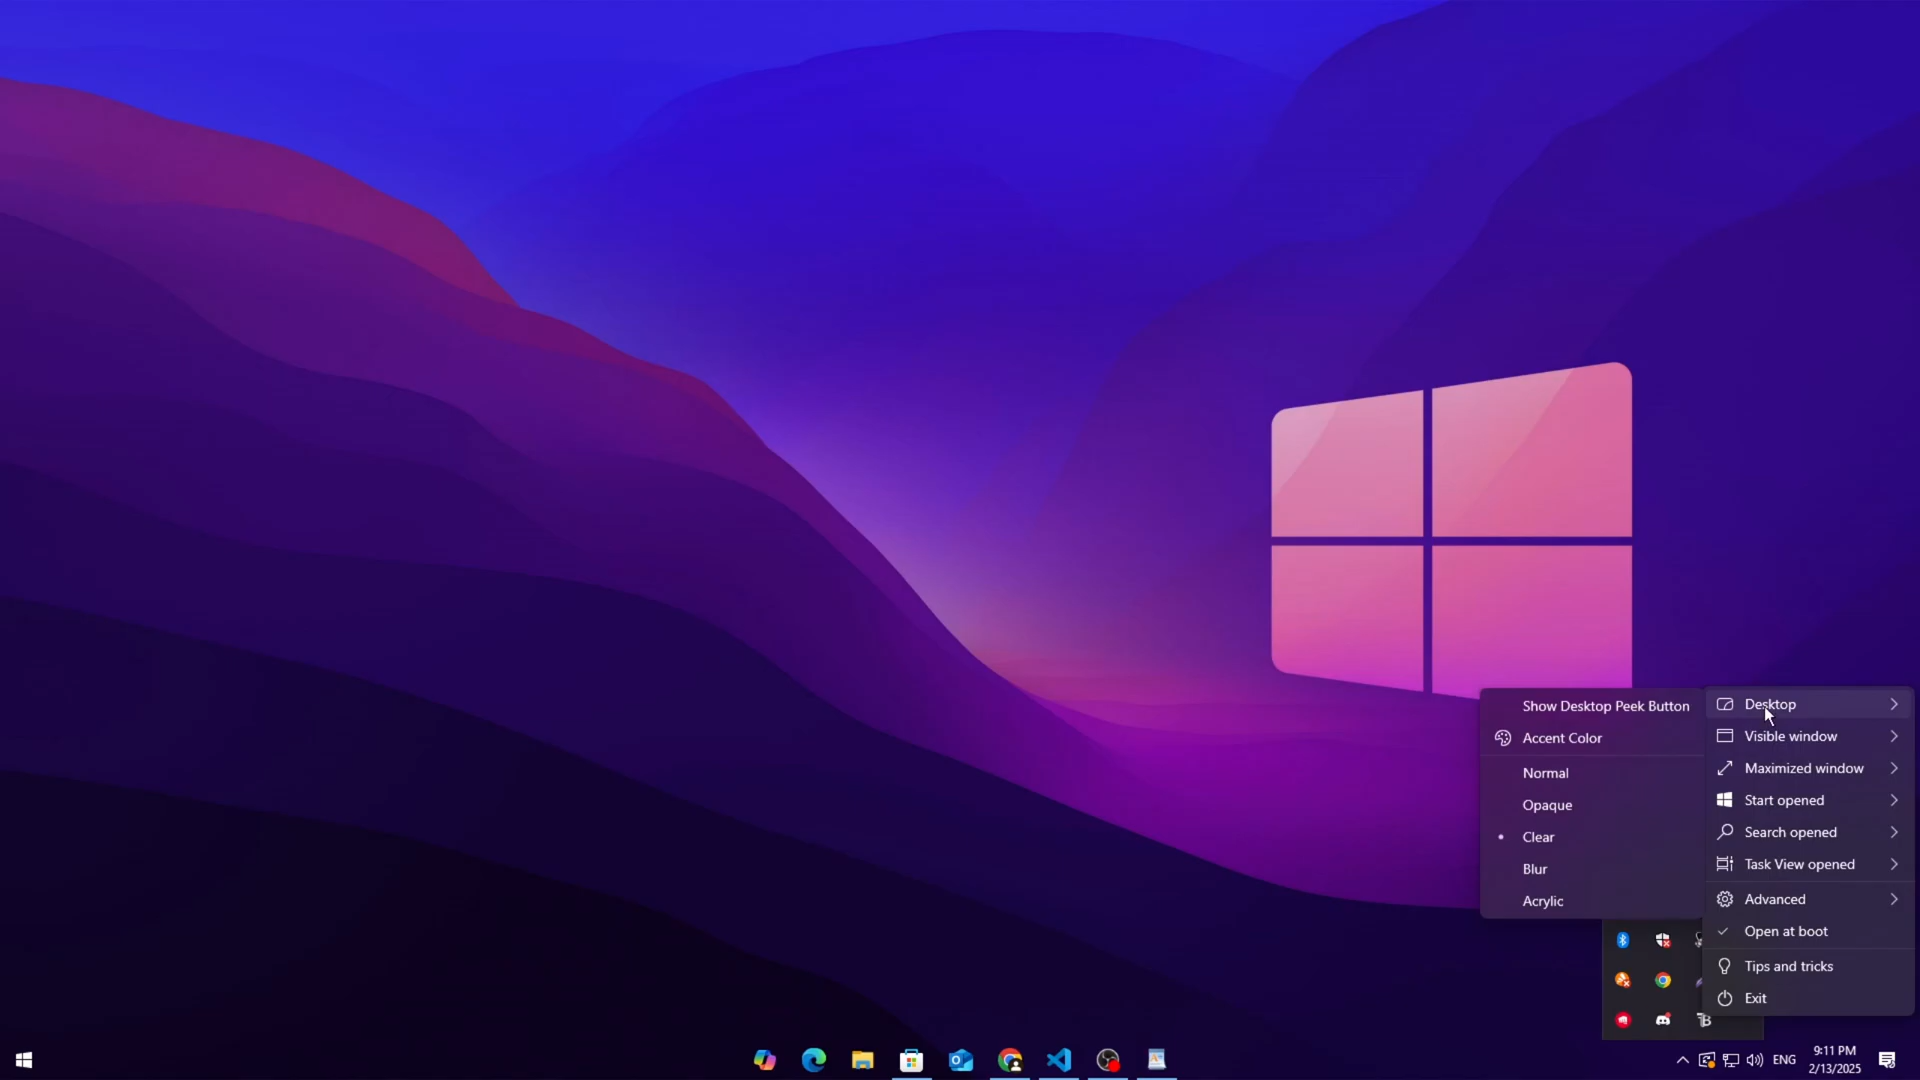 Show Desktop Peek Button
Accent Color
Normal
Opaque
Clear
Blur
Acrylic
Desktop
Visible window
Maximized window
Start opened
Search opened
Task View opened
Advanced
Open at boot
Tips and tricks
Exit
ENG
9:11 PM
2/13/2025